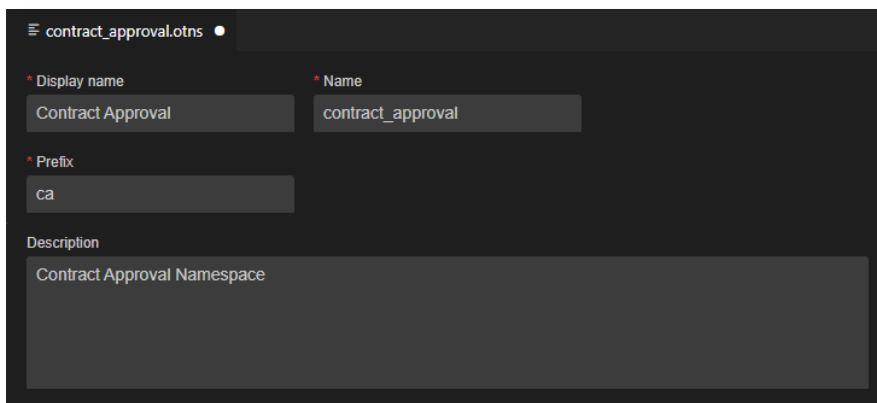 contract_approval.otns
* Display name * Name
Contract Approval contract_approval
* Prefix
ca
Description
Contract Approval Namespace